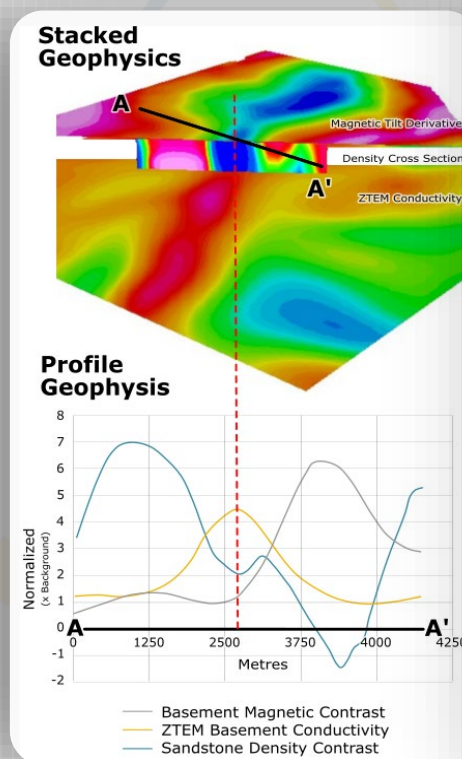 Stacked
Geophysics
A
Magnetic Tilt Derivative
Density Cross Section
A'
ZTEM Conductivity
Profile
Geophysis
8
7
6
5
4
3
2
1
0
-1
-2
Normalized
(x Background)
A
A'
0 1250 2500 3750 4000 4250
Metres
Basement Magnetic Contrast
ZTEM Basement Conductivity
Sandstone Density Contrast